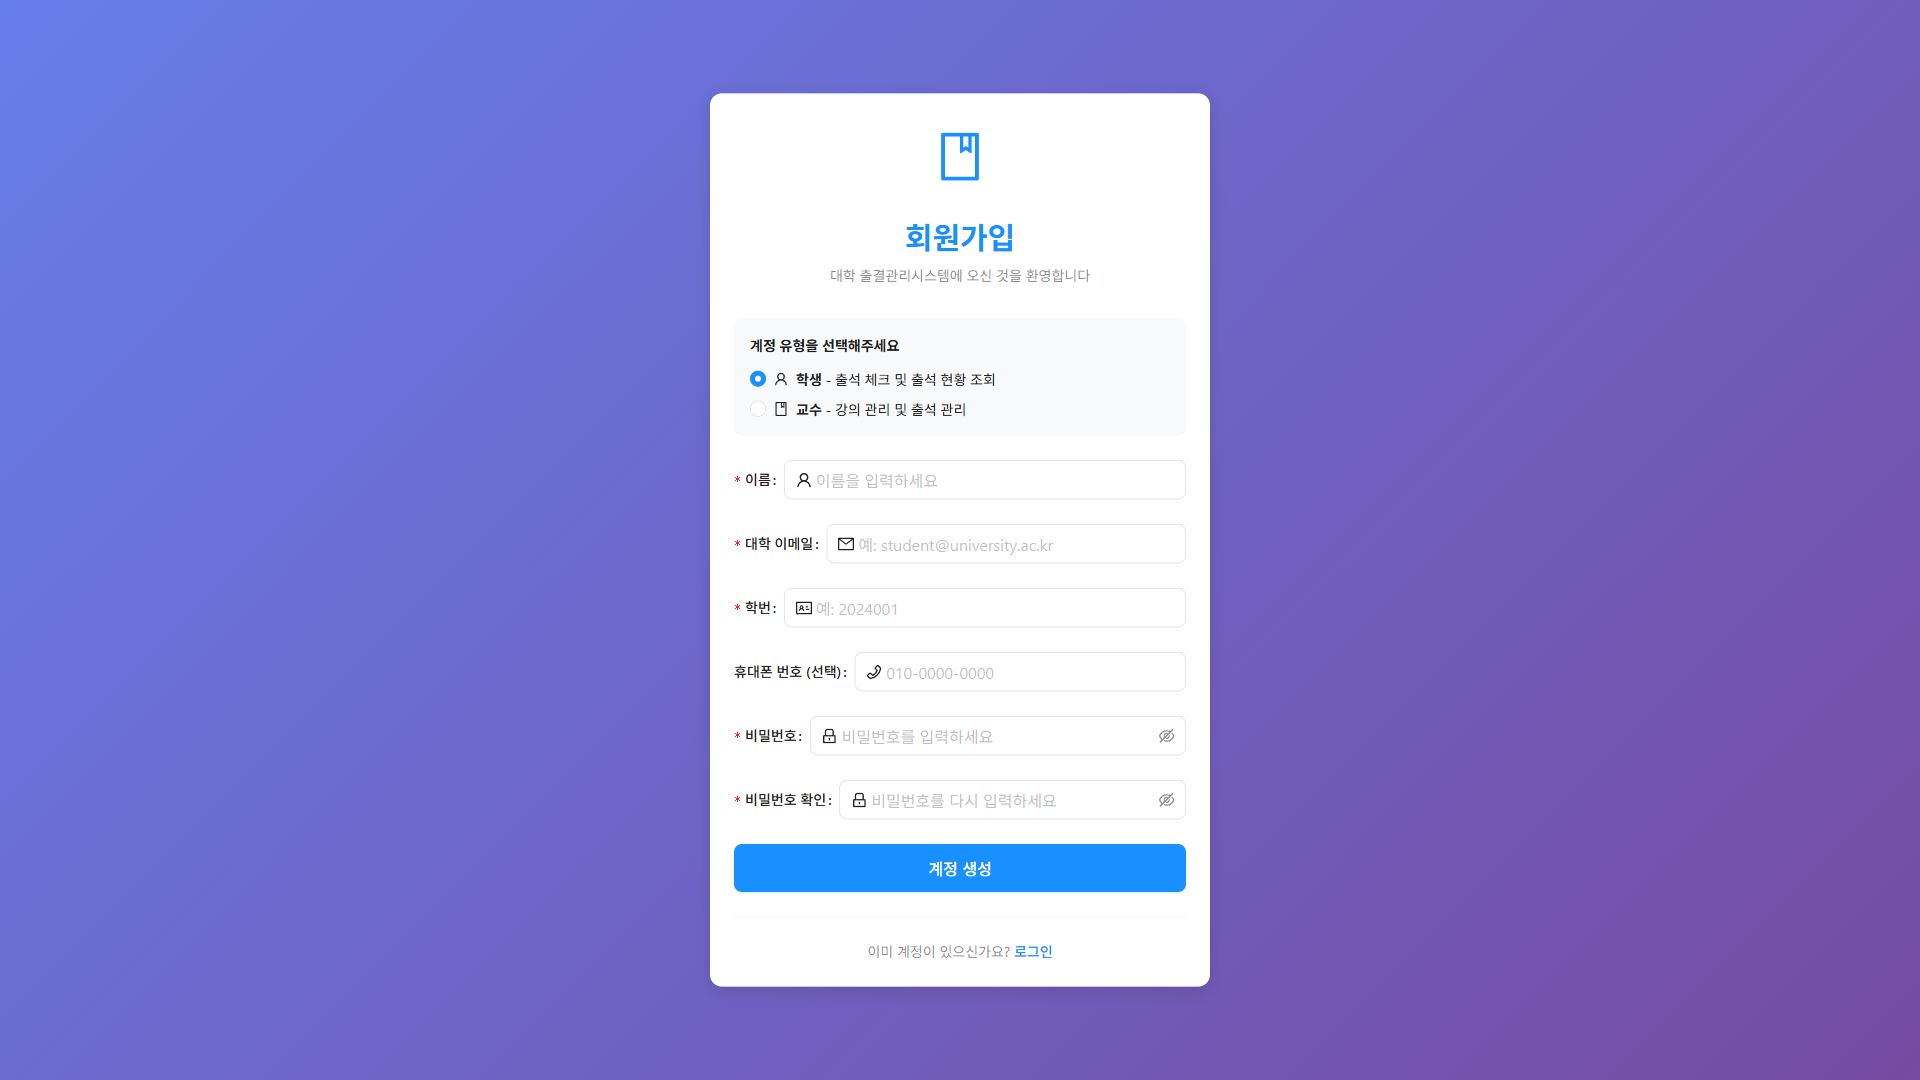 회원가입
대학 출결관리시스템에 오신 것을 환영합니다
계정 유형을 선택해주세요
학생 - 출석 체크 및 출석 현황 조회
교수 - 강의 관리 및 출석 관리
* 이름: 이름을 입력하세요
* 대학 이메일: 예: student@university.ac.kr
* 학번: 예: 2024001
휴대폰 번호 (선택): 010-0000-0000
* 비밀번호: 비밀번호를 입력하세요
* 비밀번호 확인: 비밀번호를 다시 입력하세요
계정 생성
이미 계정이 있으신가요? 로그인